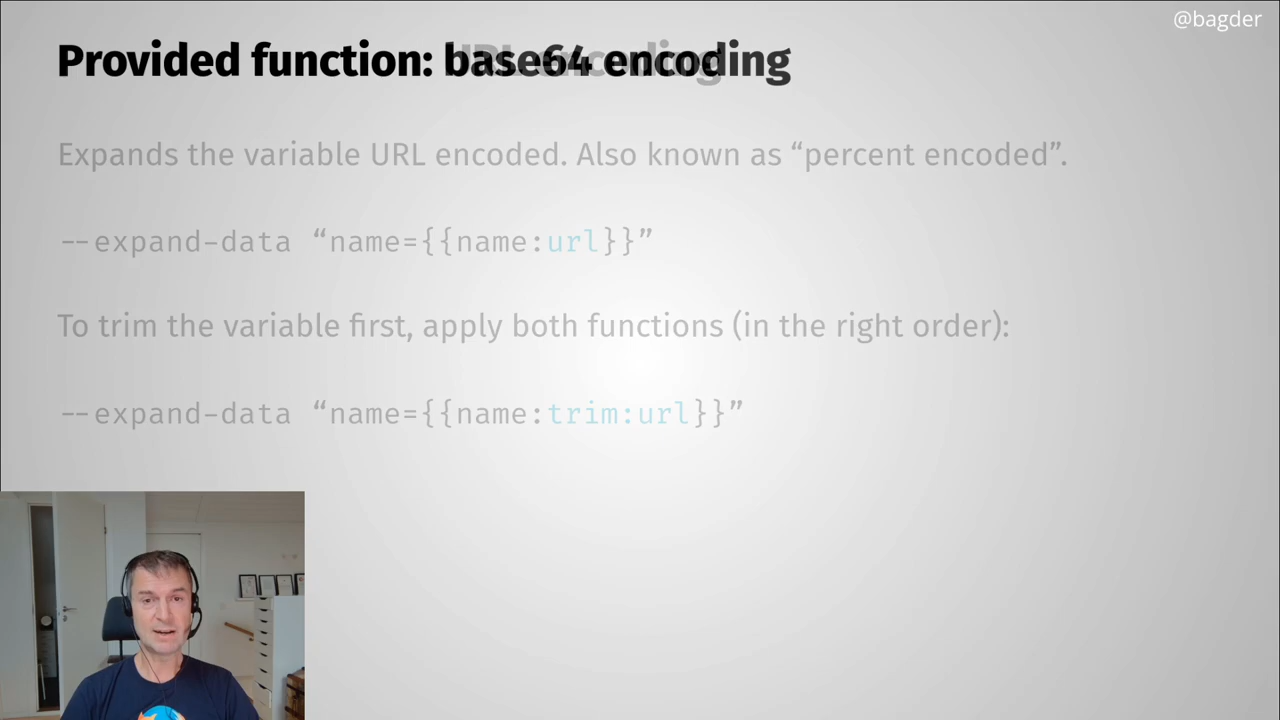 @bagder
Provided function: base64 encoding
URL encoding
Expands the variable URL encoded. Also known as “percent encoded”.
--expand-data “name={{name:url}}”
To trim the variable first, apply both functions (in the right order):
--expand-data “name={{name:trim:url}}”